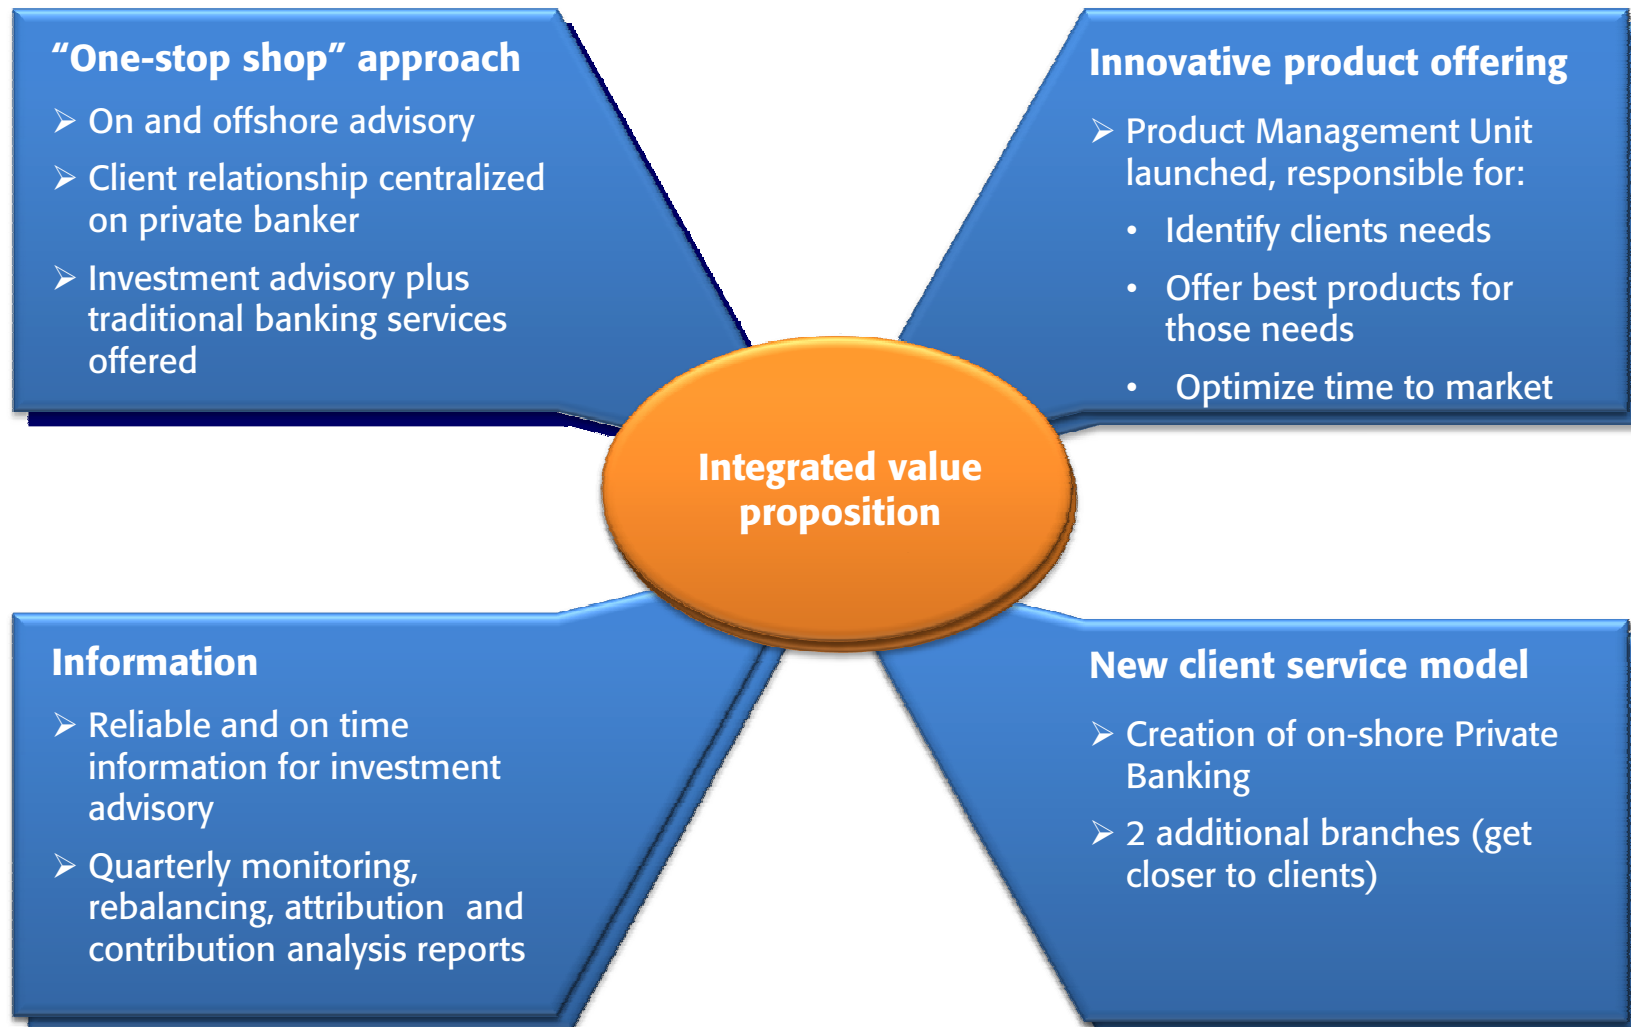 “One-stop shop” approach
➢ On and offshore advisory
➢ Client relationship centralized
on private banker
➢ Investment advisory plus
traditional banking services
offered
Innovative product offering
➢ Product Management Unit
launched, responsible for:
• Identify clients needs
• Offer best products for
those needs
• Optimize time to market
Integrated value
proposition
Information
➢ Reliable and on time
information for investment
advisory
➢ Quarterly monitoring,
rebalancing, attribution and
contribution analysis reports
New client service model
➢ Creation of on-shore Private
Banking
➢ 2 additional branches (get
closer to clients)